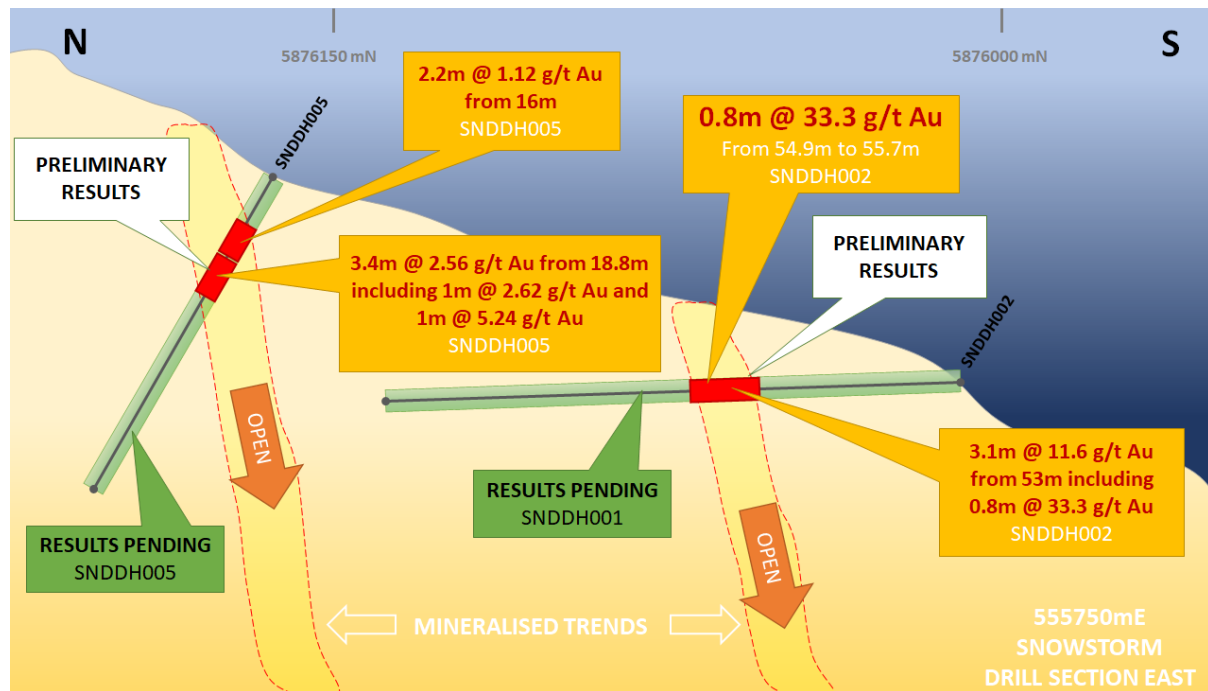 N
5876150 mN
5876000 mN
S
2.2m @ 1.12 g/t Au
from 16m
SNDDH005
SNDDH005
0.8m @ 33.3 g/t Au
From 54.9m to 55.7m
SNDDH002
PRELIMINARY
RESULTS
3.4m @ 2.56 g/t Au from 18.8m
including 1m @ 2.62 g/t Au and
1m @ 5.24 g/t Au
SNDDH005
PRELIMINARY
RESULTS
SNDDH002
OPEN
3.1m @ 11.6 g/t Au
from 53m including
0.8m @ 33.3 g/t Au
SNDDH002
RESULTS PENDING
SNDDH001
RESULTS PENDING
SNDDH005
OPEN
MINERALISED TRENDS
555750mE
SNOWSTORM
DRILL SECTION EAST